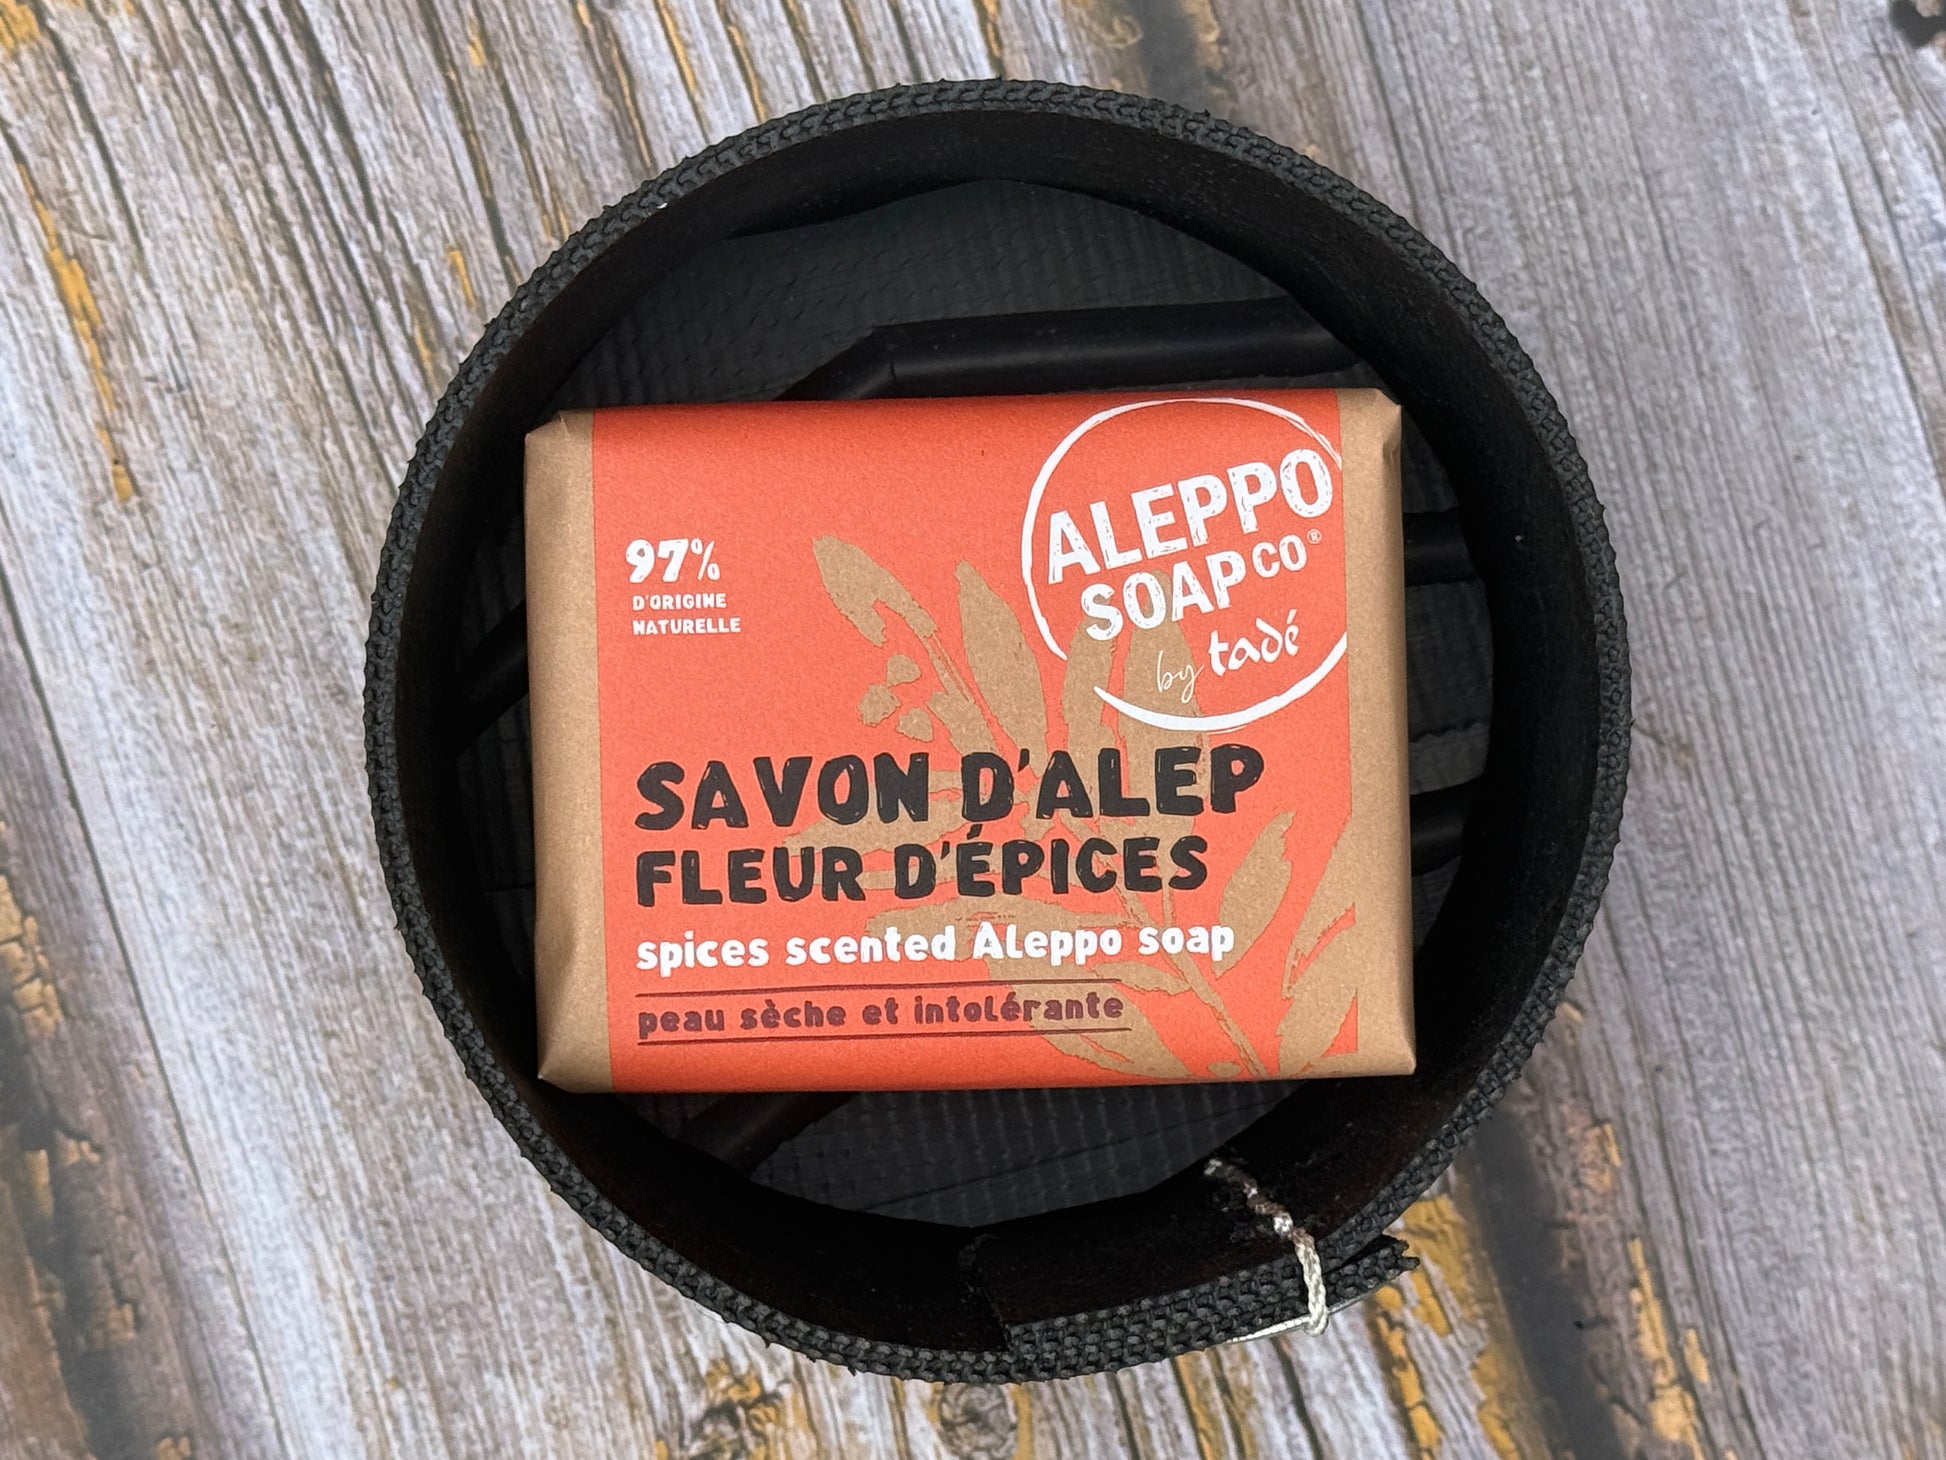 ALEPPO
SOAP CO®
by tadé
97%
D'ORIGINE
NATURELLE
SAVON D'ALEP
FLEUR D'ÉPICES
spices scented Aleppo soap
peau sèche et intolérante